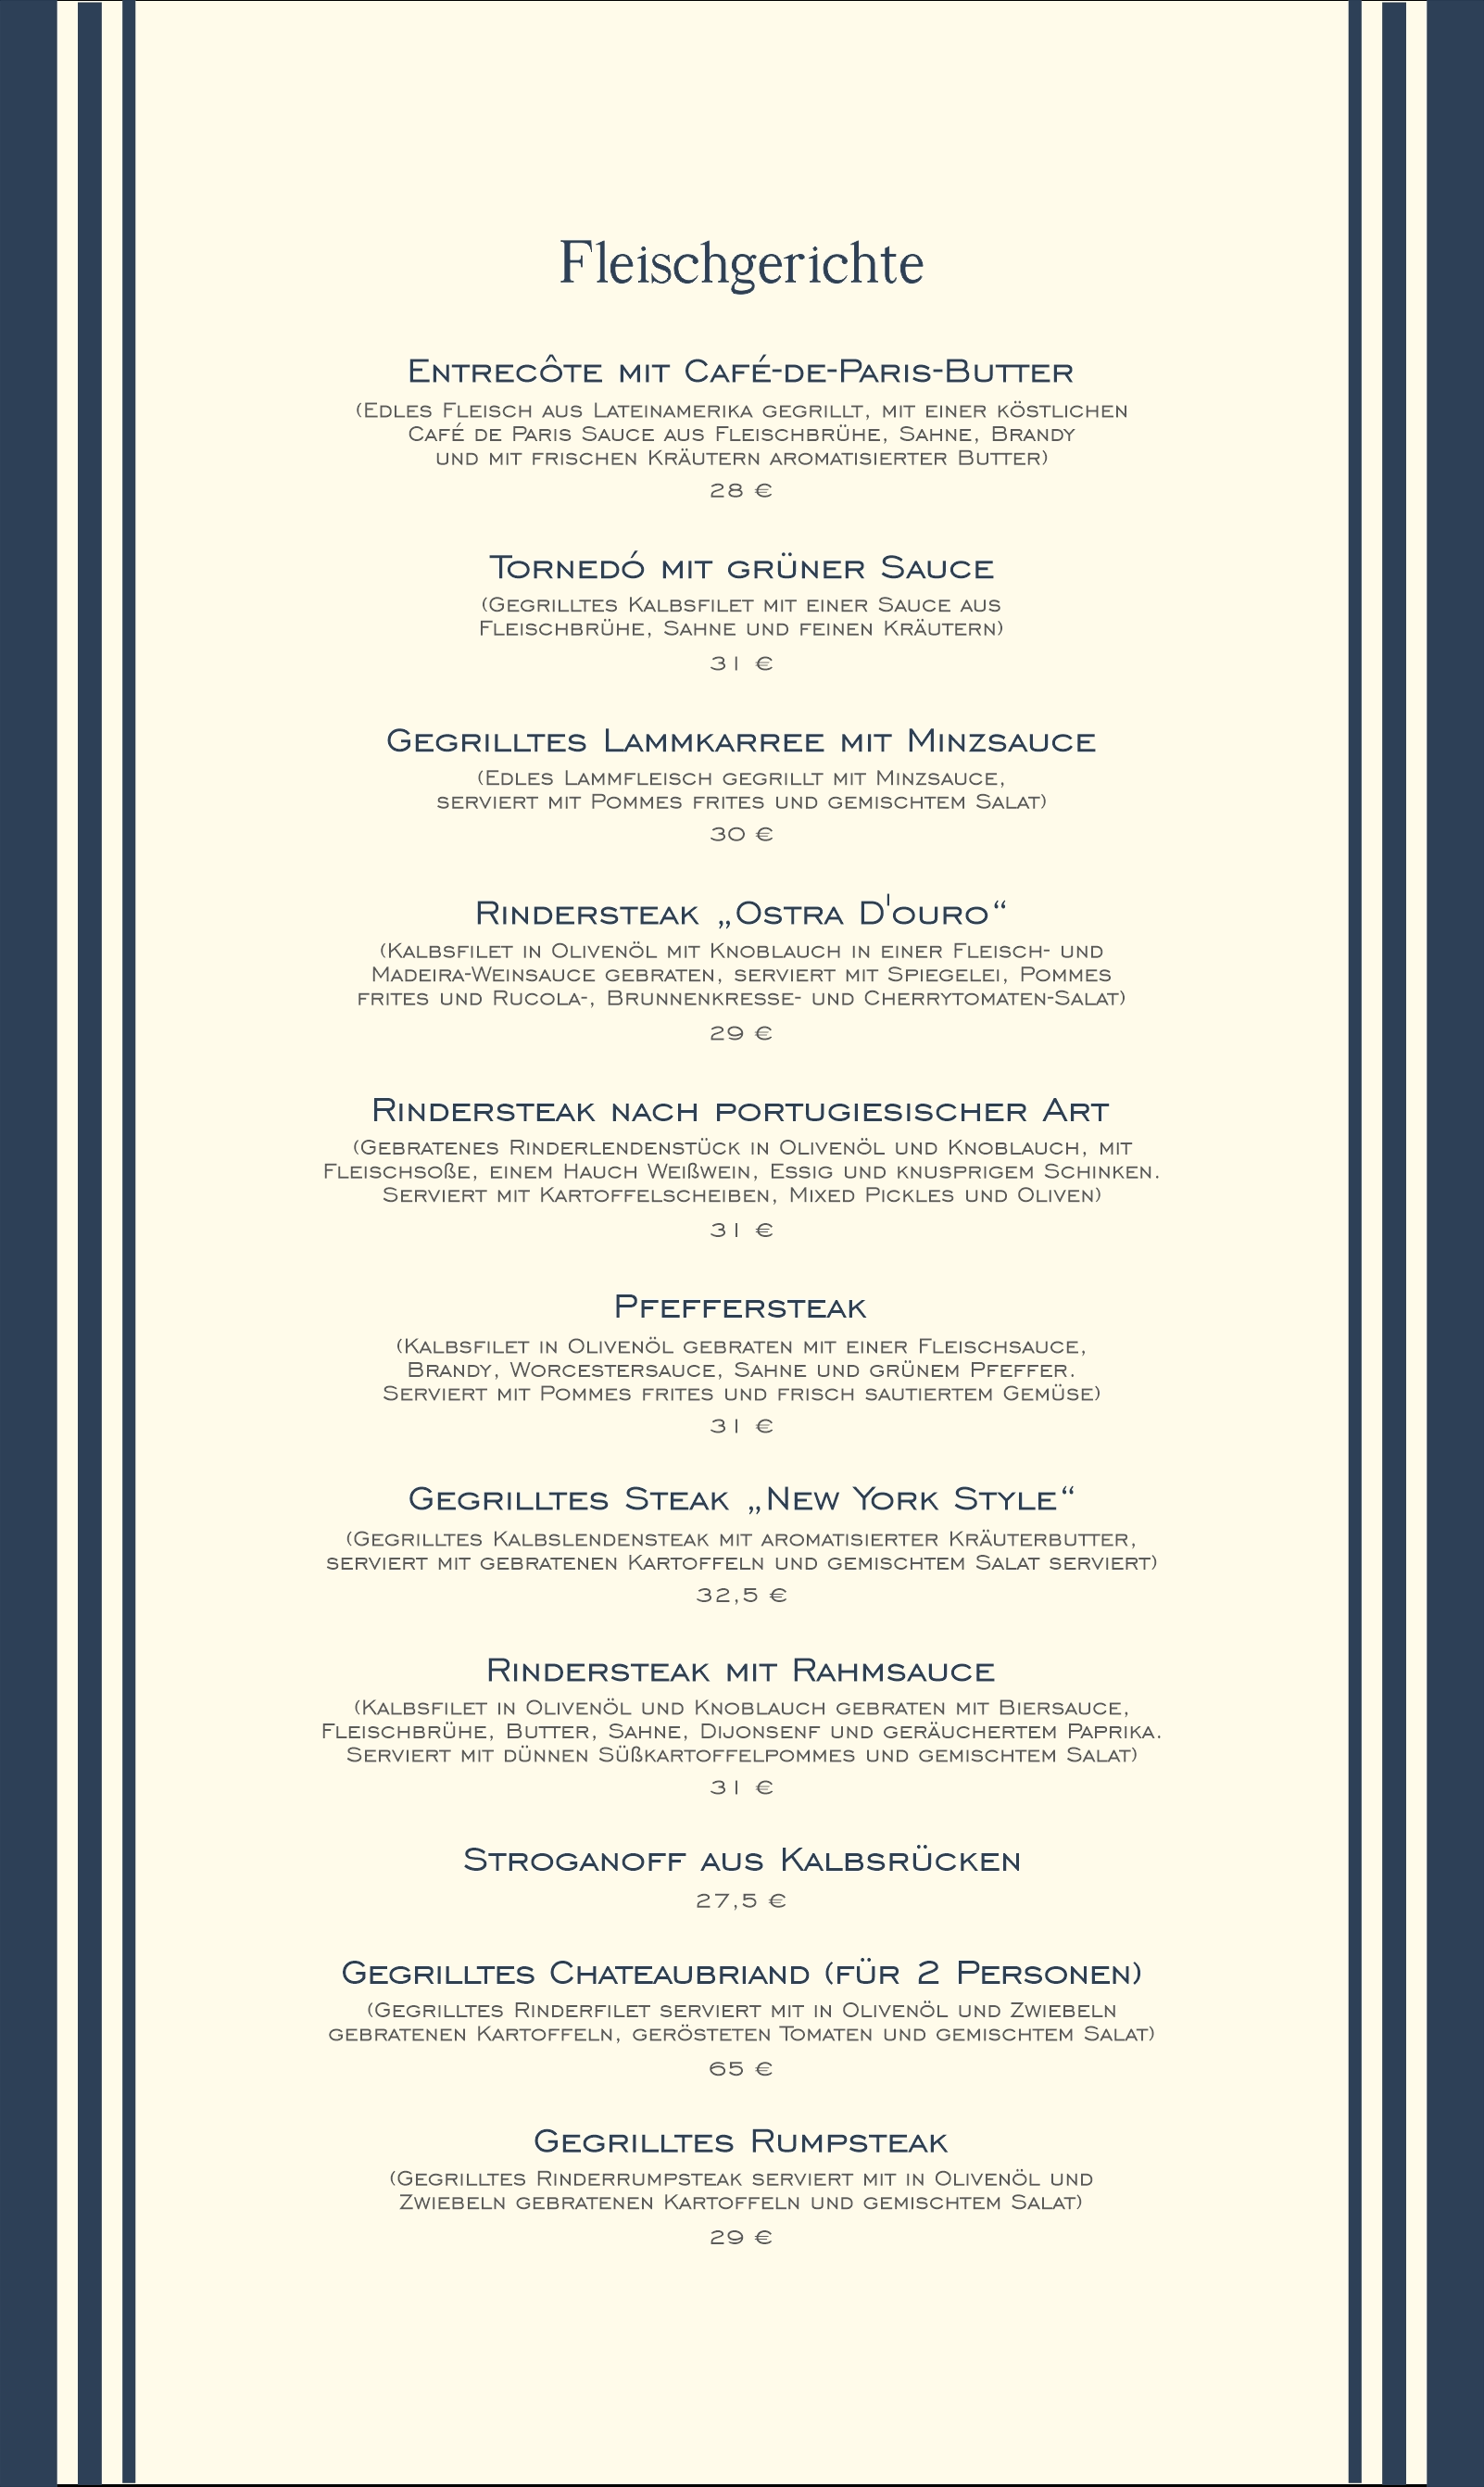 Fleischgerichte
Entrecôte mit Café-de-Paris-Butter
(Edles Fleisch aus Lateinamerika gegrillt, mit einer köstlichen
Café de Paris Sauce aus Fleischbrühe, Sahne, Brandy
und mit frischen Kräutern aromatisierter Butter)
28 €
Tornedó mit grüner Sauce
(Gegrilltes Kalbsfilet mit einer Sauce aus
Fleischbrühe, Sahne und feinen Kräutern)
31 €
Gegrilltes Lammkarree mit Minzsauce
(Edles Lammfleisch gegrillt mit Minzsauce,
serviert mit Pommes frites und gemischtem Salat)
30 €
Rindersteak „Ostra D'ouro“
(Kalbsfilet in Olivenöl mit Knoblauch in einer Fleisch- und
Madeira-Weinsauce gebraten, serviert mit Spiegelei, Pommes
frites und Rucola-, Brunnenkresse- und Cherrytomaten-Salat)
29 €
Rindersteak nach portugiesischer Art
(Gebratenes Rinderlendenstück in Olivenöl und Knoblauch, mit
Fleischsoße, einem Hauch Weißwein, Essig und knusprigem Schinken.
Serviert mit Kartoffelscheiben, Mixed Pickles und Oliven)
31 €
Pfeffersteak
(Kalbsfilet in Olivenöl gebraten mit einer Fleischsauce,
Brandy, Worcestersauce, Sahne und grünem Pfeffer.
Serviert mit Pommes frites und frisch sautiertem Gemüse)
31 €
Gegrilltes Steak „New York Style“
(Gegrilltes Kalbslendensteak mit aromatisierter Kräuterbutter,
serviert mit gebratenen Kartoffeln und gemischtem Salat serviert)
32,5 €
Rindersteak mit Rahmsauce
(Kalbsfilet in Olivenöl und Knoblauch gebraten mit Biersauce,
Fleischbrühe, Butter, Sahne, Dijonsenf und geräuchertem Paprika.
Serviert mit dünnen Süßkartoffelpommes und gemischtem Salat)
31 €
Stroganoff aus Kalbsrücken
27,5 €
Gegrilltes Chateaubriand (für 2 Personen)
(Gegrilltes Rinderfilet serviert mit in Olivenöl und Zwiebeln
gebratenen Kartoffeln, gerösteten Tomaten und gemischtem Salat)
65 €
Gegrilltes Rumpsteak
(Gegrilltes Rinderrumpsteak serviert mit in Olivenöl und
Zwiebeln gebratenen Kartoffeln und gemischtem Salat)
29 €